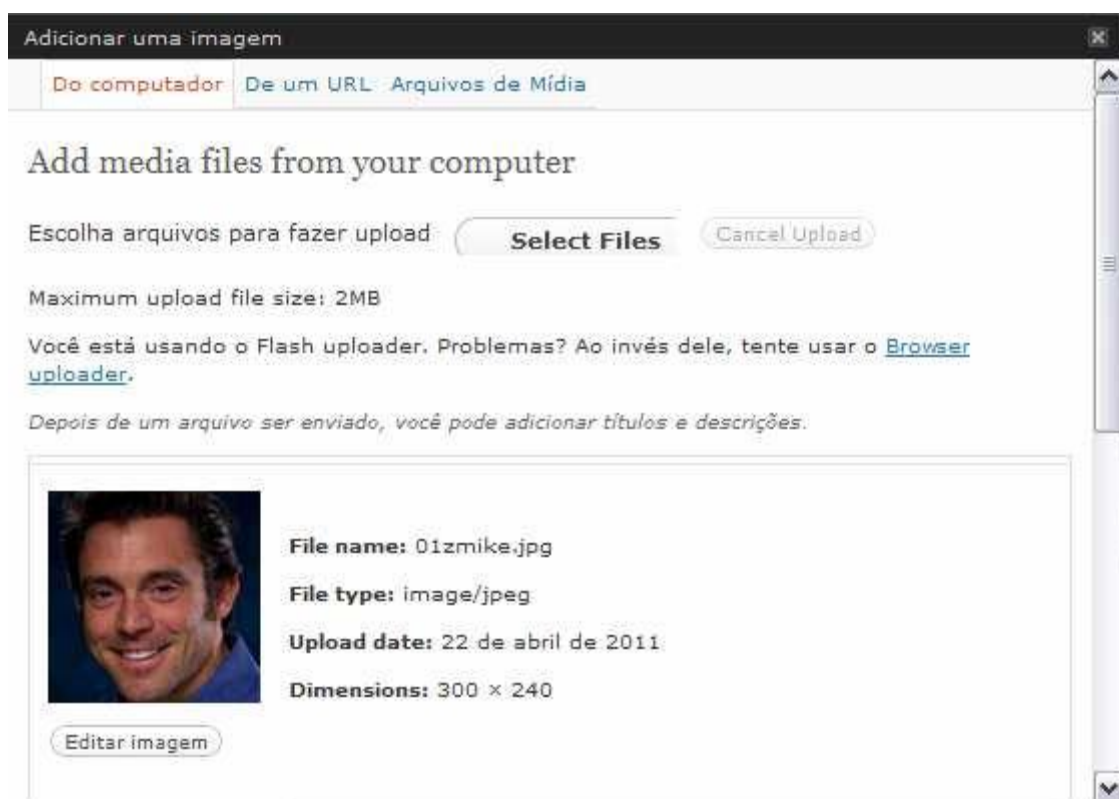 Adicionar uma imagem
Do computador De um URL Arquivos de Mídia
Add media files from your computer
Escolha arquivos para fazer upload Select Files Cancel Upload
Maximum upload file size: 2MB
Você está usando o Flash uploader. Problemas? Ao invés dele, tente usar o Browser
uploader.
Depois de um arquivo ser enviado, você pode adicionar títulos e descrições.
File name: 01zmike.jpg
File type: image/jpeg
Upload date: 22 de abril de 2011
Dimensions: 300 × 240
Editar imagem